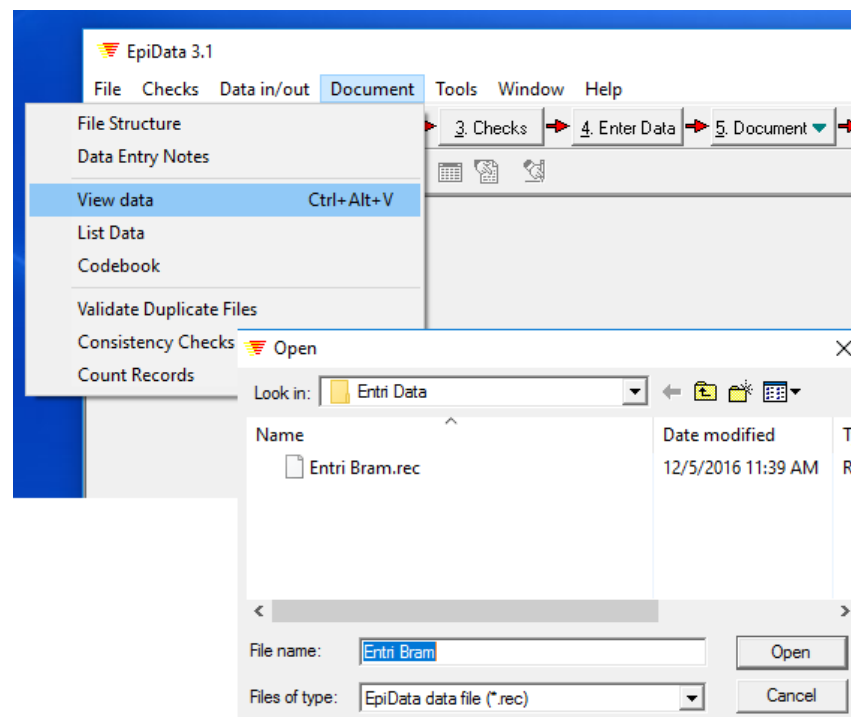 EpiData 3.1
File Checks Data in/out Document Tools Window Help
3. Checks 4. Enter Data 5. Document
File Structure
Data Entry Notes
View data Ctrl+Alt+V
List Data
Codebook
Validate Duplicate Files
Consistency Checks
Count Records
Open
Look in: Entri Data
Name Date modified T
Entri Bram.rec 12/5/2016 11:39 AM R
File name: Entri Bram Open
Files of type: EpiData data file (*.rec) Cancel